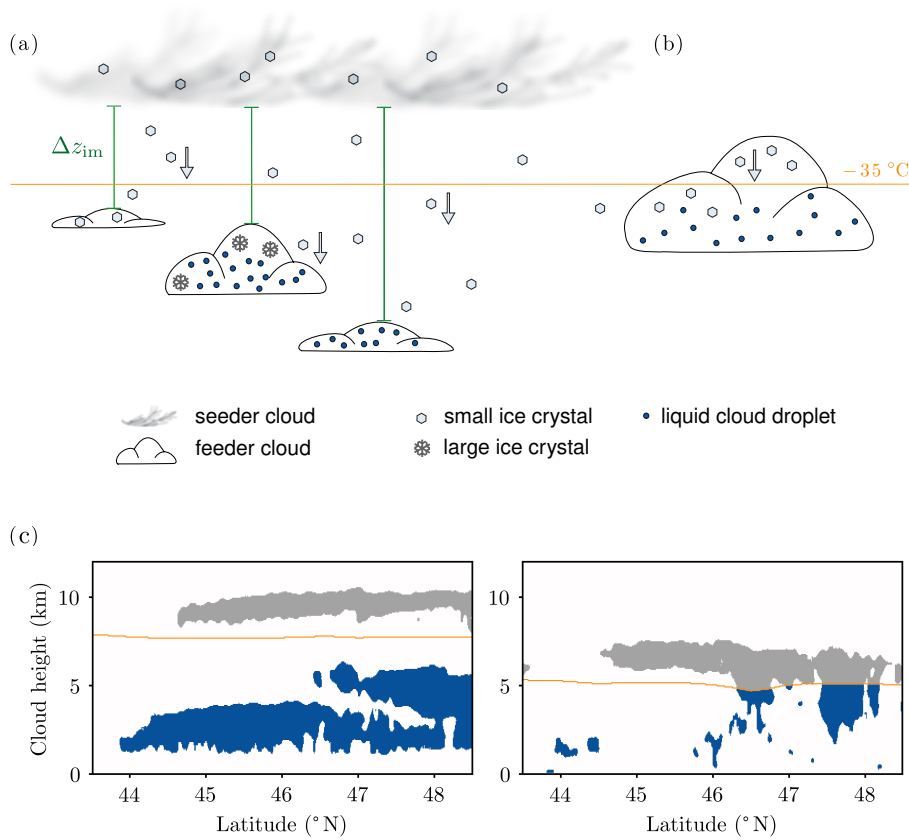 (a)
(b)
Δz_im
−35 °C
seeder cloud
small ice crystal
liquid cloud droplet
feeder cloud
large ice crystal
(c)
Cloud height (km)
10
5
0
44
45
46
47
48
Latitude (°N)
10
5
0
44
45
46
47
48
Latitude (°N)